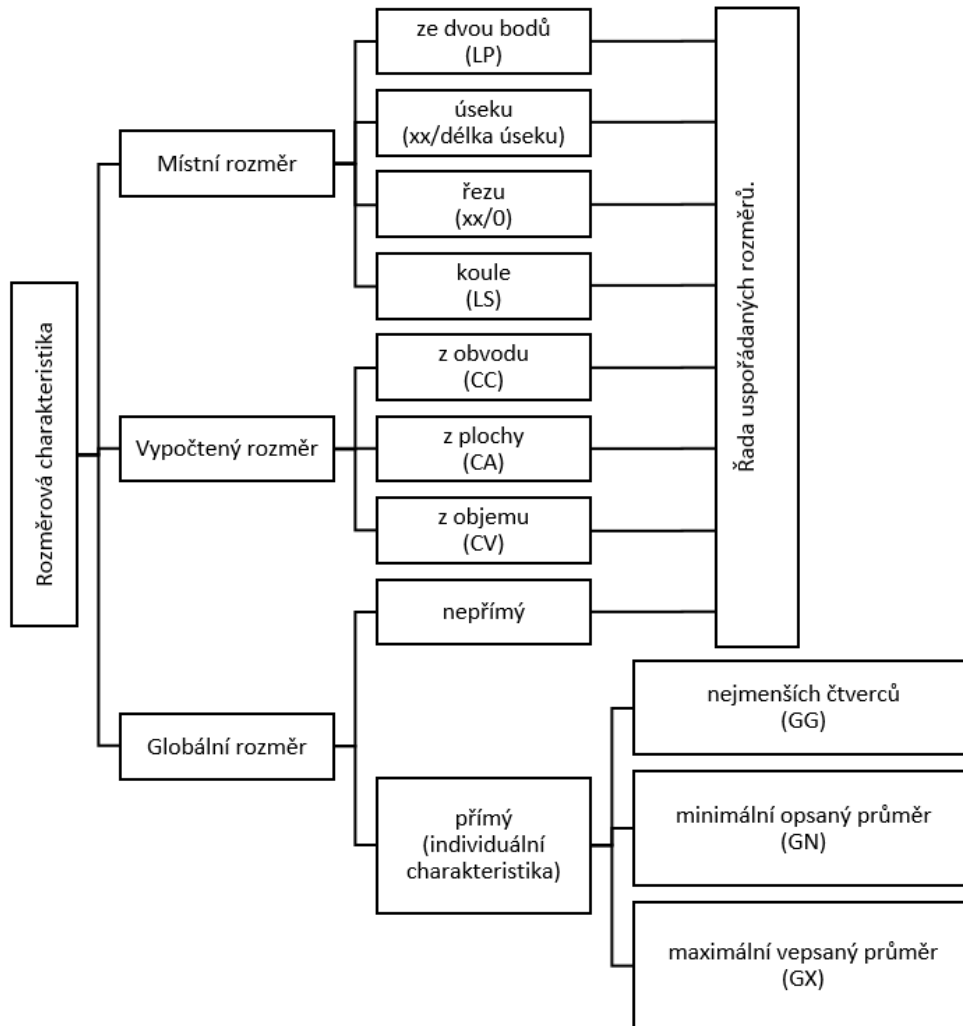 Rozměrová charakteristika
Místní rozměr
ze dvou bodů
(LP)
úseku
(xx/délka úseku)
řezu
(xx/0)
koule
(LS)
Vypočtený rozměr
z obvodu
(CC)
z plochy
(CA)
z objemu
(CV)
Řada uspořádaných rozměrů.
Globální rozměr
nepřímý
přímý
(individuální
charakteristika)
nejmenších čtverců
(GG)
minimální opsaný průměr
(GN)
maximální vepsaný průměr
(GX)